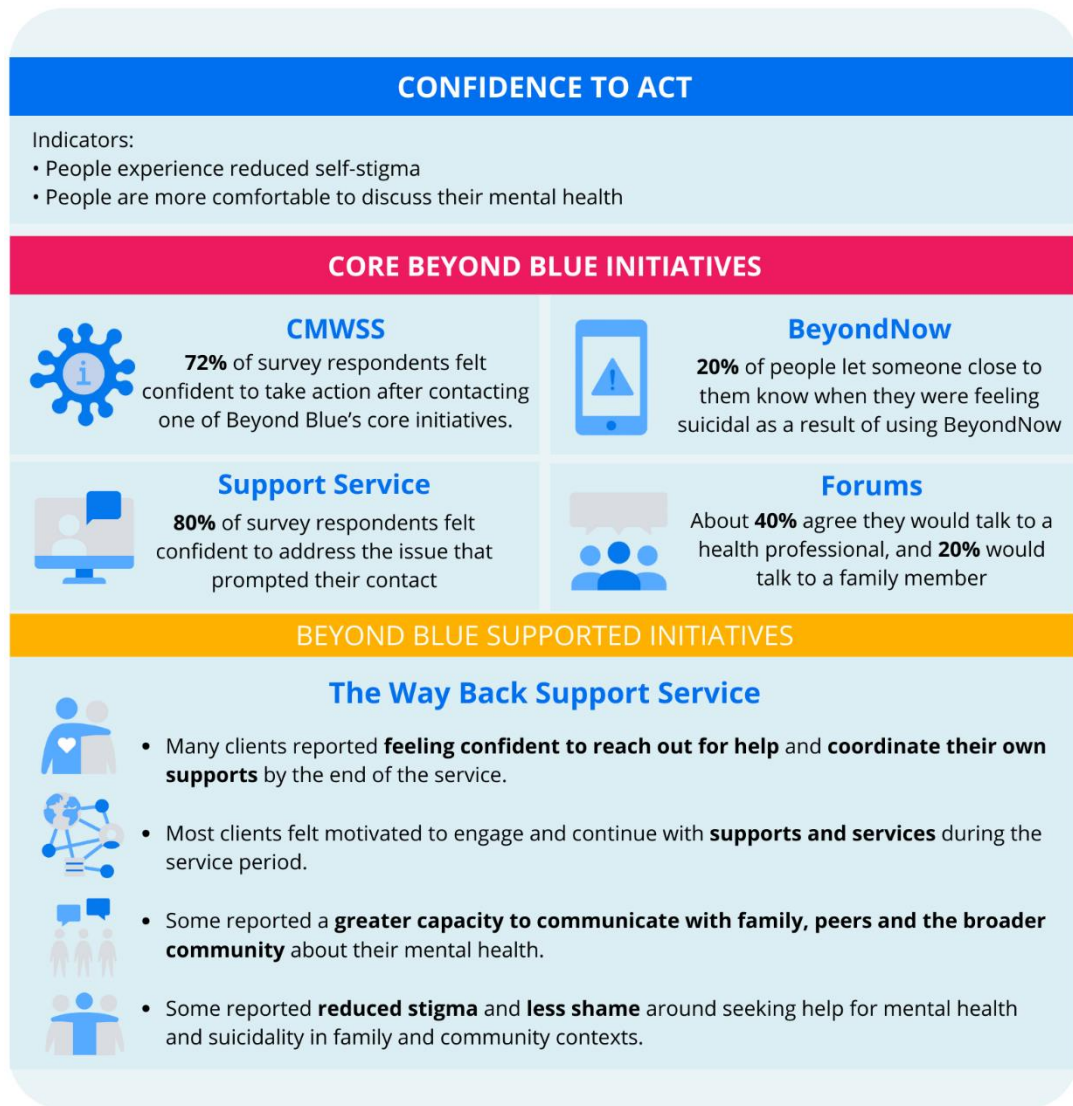 CONFIDENCE TO ACT
Indicators:
• People experience reduced self-stigma
• People are more comfortable to discuss their mental health
CORE BEYOND BLUE INITIATIVES
CMWSS
72% of survey respondents felt
confident to take action after contacting
one of Beyond Blue's core initiatives.
BeyondNow
20% of people let someone close to
them know when they were feeling
suicidal as a result of using BeyondNow
Support Service
80% of survey respondents felt
confident to address the issue that
prompted their contact
Forums
About 40% agree they would talk to a
health professional, and 20% would
talk to a family member
BEYOND BLUE SUPPORTED INITIATIVES
The Way Back Support Service
• Many clients reported feeling confident to reach out for help and coordinate their own
supports by the end of the service.
• Most clients felt motivated to engage and continue with supports and services during the
service period.
• Some reported a greater capacity to communicate with family, peers and the broader
community about their mental health.
• Some reported reduced stigma and less shame around seeking help for mental health
and suicidality in family and community contexts.